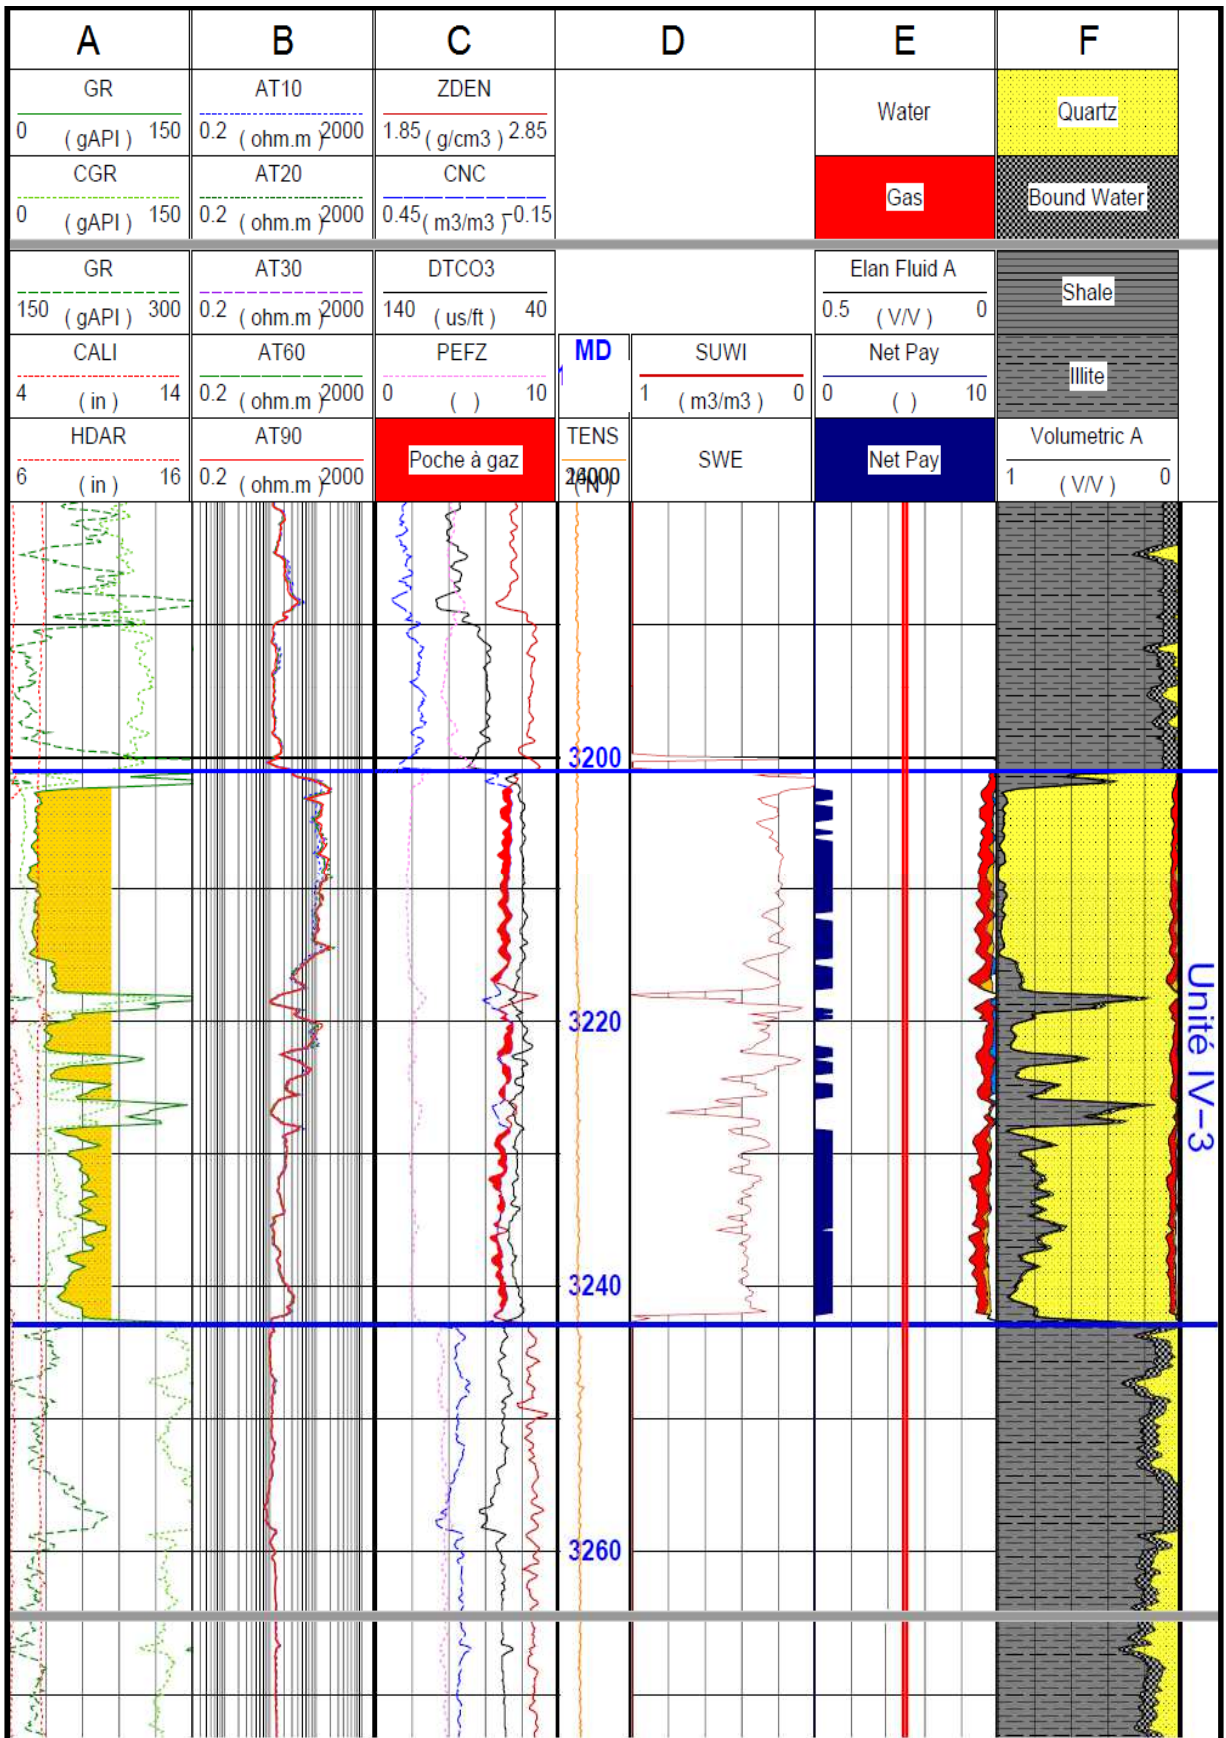 A B C D E F
GR AT10 ZDEN Water Quartz
0 ( gAPI ) 150 0.2 ( ohm.m ) 2000 1.85 ( g/cm3 ) 2.85
CGR AT20 CNC Gas Bound Water
0 ( gAPI ) 150 0.2 ( ohm.m ) 2000 0.45 ( m3/m3 ) -0.15
GR AT30 DTCO3 Elan Fluid A Shale
150 ( gAPI ) 300 0.2 ( ohm.m ) 2000 140 ( us/ft ) 40 0.5 ( V/V ) 0
CALI AT60 PEFZ MD SUWI Net Pay Illite
4 ( in ) 14 0.2 ( ohm.m ) 2000 0 ( ) 10 1 ( m3/m3 ) 0 0 ( ) 10
HDAR AT90 Poche à gaz TENS SWE Net Pay Volumetric A
6 ( in ) 16 0.2 ( ohm.m ) 2000 (N) 1 ( V/V ) 0
3200
3220
3240
3260
Unité IV-3